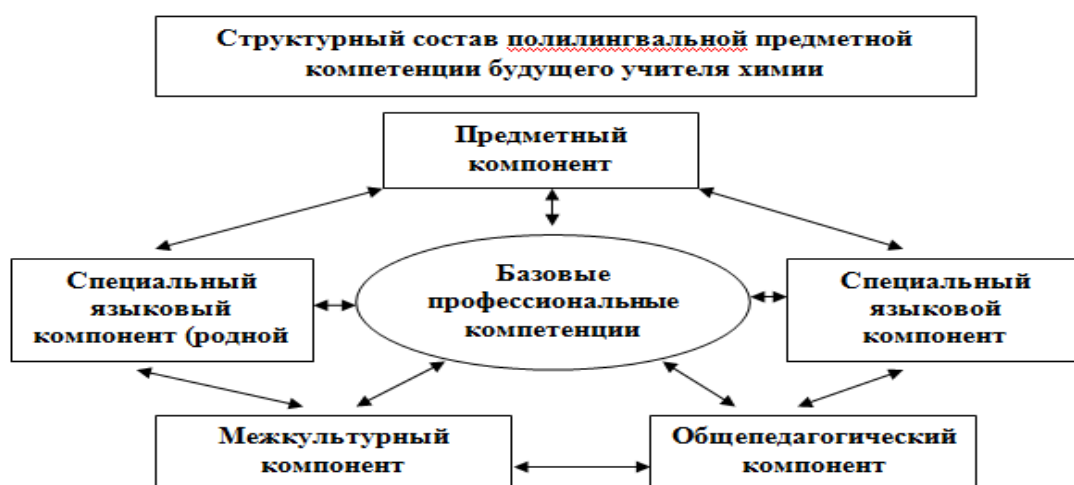 Структурный состав полилингвальной предметной
компетенции будущего учителя химии
Предметный
компонент
Специальный
языковый
компонент (родной
Базовые
профессиональные
компетенции
Специальный
языковой
компонент
Межкультурный
компонент
Общепедагогический
компонент